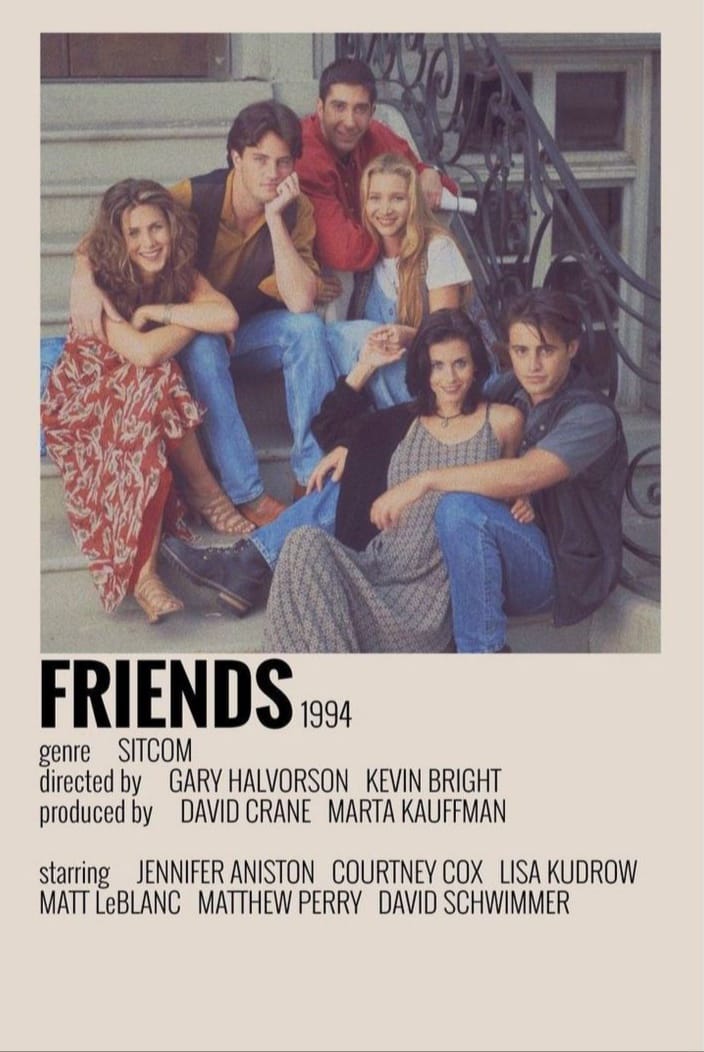 FRIENDS 1994
genre SITCOM
directed by GARY HALVORSON KEVIN BRIGHT
produced by DAVID CRANE MARTA KAUFFMAN
starring JENNIFER ANISTON COURTNEY COX LISA KUDROW
MATT LeBLANC MATTHEW PERRY DAVID SCHWIMMER